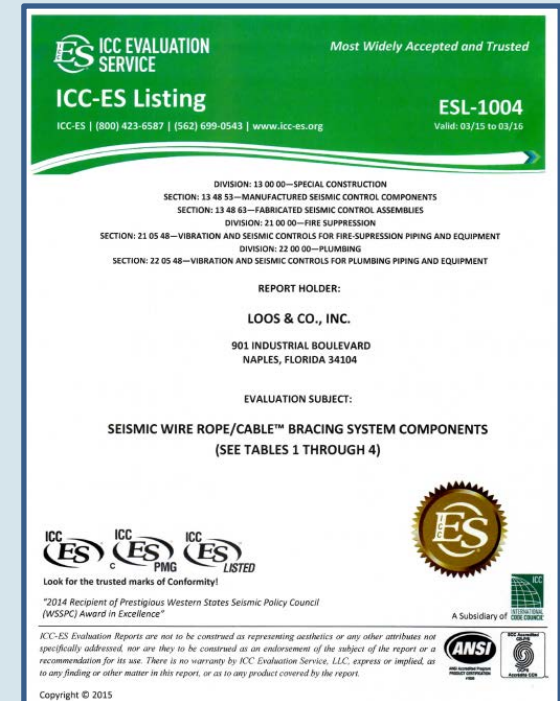 ES ICC EVALUATION SERVICE
Most Widely Accepted and Trusted
ICC-ES Listing
ESL-1004
ICC-ES | (800) 423-6587 | (562) 699-0543 | www.icc-es.org
Valid: 03/15 to 03/16
DIVISION: 13 00 00—SPECIAL CONSTRUCTION
SECTION: 13 48 53—MANUFACTURED SEISMIC CONTROL COMPONENTS
SECTION: 13 48 63—FABRICATED SEISMIC CONTROL ASSEMBLIES
DIVISION: 21 00 00—FIRE SUPPRESSION
SECTION: 21 05 48—VIBRATION AND SEISMIC CONTROLS FOR FIRE-SUPRESSION PIPING AND EQUIPMENT
DIVISION: 22 00 00—PLUMBING
SECTION: 22 05 48—VIBRATION AND SEISMIC CONTROLS FOR PLUMBING PIPING AND EQUIPMENT
REPORT HOLDER:
LOOS & CO., INC.
901 INDUSTRIAL BOULEVARD
NAPLES, FLORIDA 34104
EVALUATION SUBJECT:
SEISMIC WIRE ROPE/CABLE™ BRACING SYSTEM COMPONENTS
(SEE TABLES 1 THROUGH 4)
ICC ES
ICC C ES PMG
ICC ES LISTED
ES
Look for the trusted marks of Conformity!
"2014 Recipient of Prestigious Western States Seismic Policy Council
(WSSPC) Award in Excellence"
A Subsidiary of
ICC
INTERNATIONAL CODE COUNCIL
ICC-ES Evaluation Reports are not to be construed as representing aesthetics or any other attributes not
specifically addressed, nor are they to be construed as an endorsement of the subject of the report or a
recommendation for its use. There is no warranty by ICC Evaluation Service, LLC, express or implied, as
to any finding or other matter in this report, or as to any product covered by the report.
ANSI
Copyright © 2015